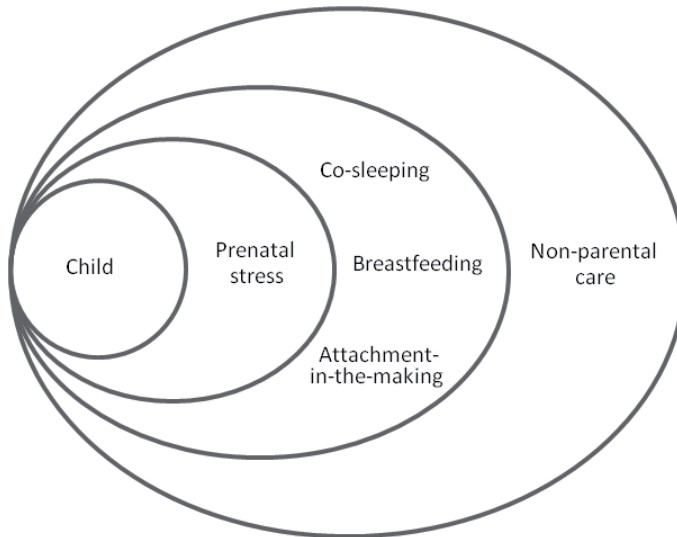 Co-sleeping
Child
Prenatal
stress
Breastfeeding
Non-parental
care
Attachment-
in-the-making